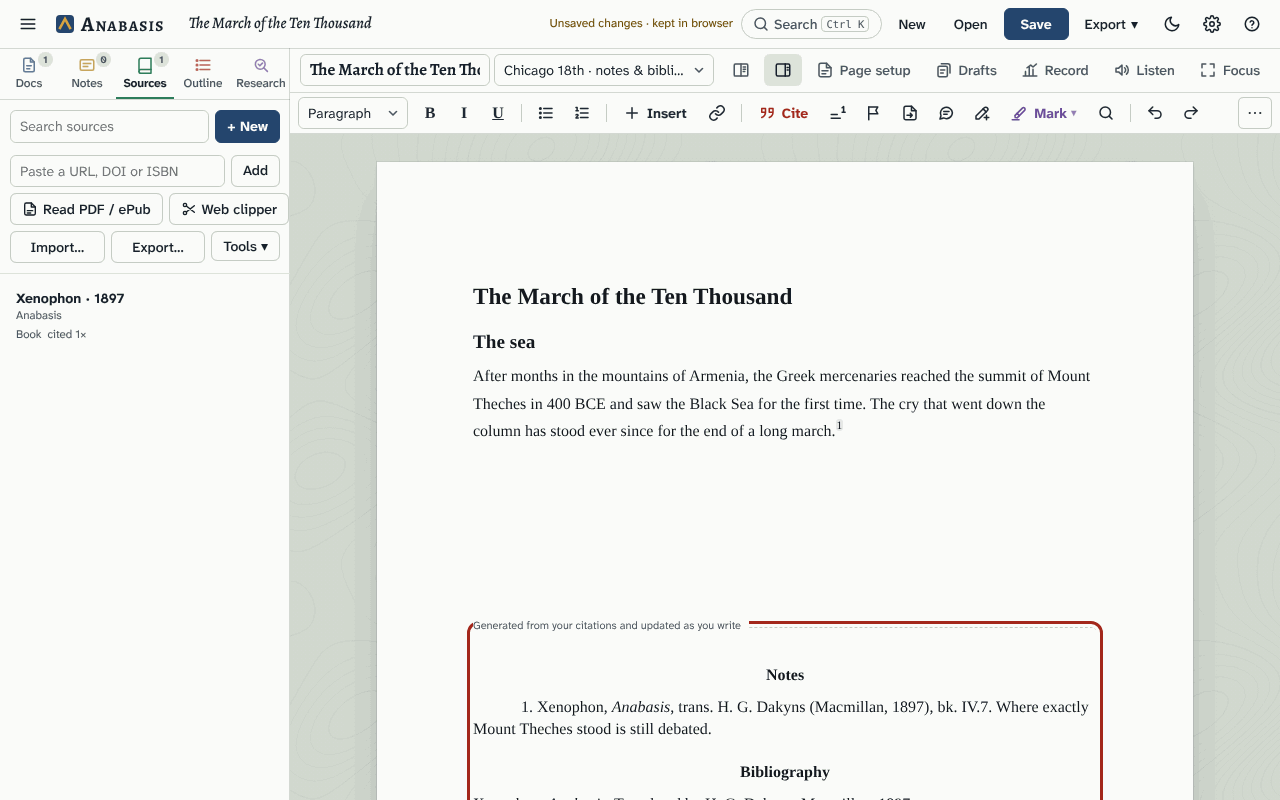 ANABASIS
The March of the Ten Thousand
Unsaved changes · kept in browser
Search Ctrl K
New
Open
Save
Export ▾
Docs 1
Notes 0
Sources 1
Outline
Research
The March of the Ten
Chicago 18th · notes & bibli...
Page setup
Drafts
Record
Listen
Focus
Paragraph
B
I
U
+ Insert
Cite
Mark ▾
...
Search sources
+ New
Paste a URL, DOI or ISBN
Add
Read PDF / ePub
Web clipper
Import...
Export...
Tools ▾
Xenophon · 1897
Anabasis
Book cited 1×
The March of the Ten Thousand
The sea
After months in the mountains of Armenia, the Greek mercenaries reached the summit of Mount
Theches in 400 BCE and saw the Black Sea for the first time. The cry that went down the
column has stood ever since for the end of a long march.1
Generated from your citations and updated as you write
Notes
1. Xenophon, Anabasis, trans. H. G. Dakyns (Macmillan, 1897), bk. IV.7. Where exactly
Mount Theches stood is still debated.
Bibliography